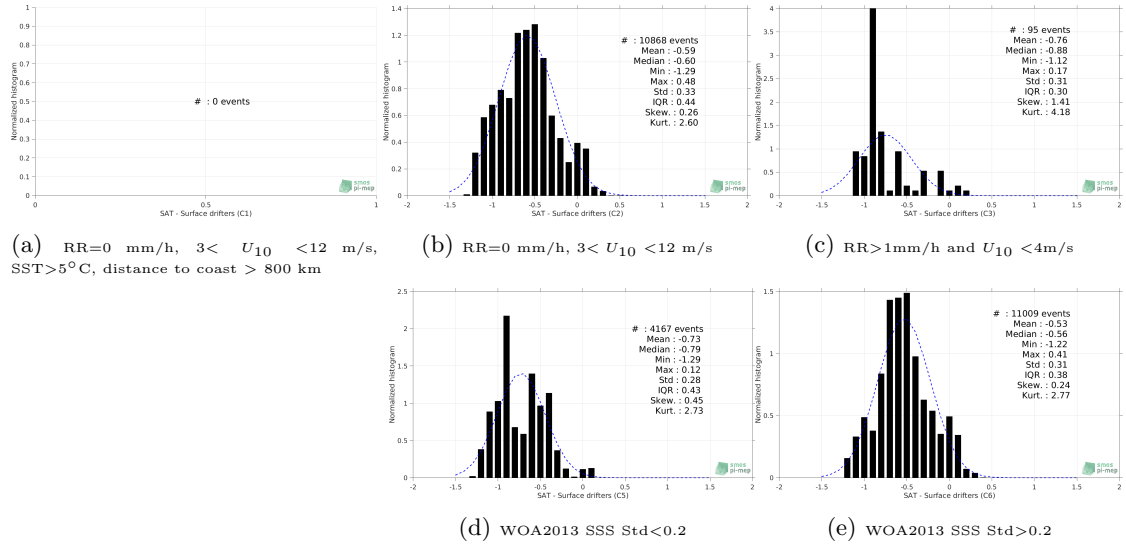 1
0.9
0.8
0.7
0.6
0.5
0.4
0.3
0.2
0.1
0
Normalized histogram
# : 0 events
smos
pi-mep
0 0.5 1
SAT - Surface drifters (C1)
(a) RR=0 mm/h, 3< U10 <12 m/s,
SST>5°C, distance to coast > 800 km
1.4
1.2
1
0.8
0.6
0.4
0.2
0
Normalized histogram
# : 10868 events
Mean : -0.59
Median : -0.60
Min : -1.29
Max : 0.48
Std : 0.33
IQR : 0.44
Skew. : 0.26
Kurt. : 2.60
smos
pi-mep
-2 -1.5 -1 -0.5 0 0.5 1 1.5 2
SAT - Surface drifters (C2)
(b) RR=0 mm/h, 3< U10 <12 m/s
4
3.5
3
2.5
2
1.5
1
0.5
0
Normalized histogram
# : 95 events
Mean : -0.76
Median : -0.88
Min : -1.12
Max : 0.17
Std : 0.31
IQR : 0.30
Skew. : 1.41
Kurt. : 4.18
smos
pi-mep
-2 -1.5 -1 -0.5 0 0.5 1 1.5 2
SAT - Surface drifters (C3)
(c) RR>1mm/h and U10 <4m/s
2.5
2
1.5
1
0.5
0
Normalized histogram
# : 4167 events
Mean : -0.73
Median : -0.79
Min : -1.29
Max : 0.12
Std : 0.28
IQR : 0.43
Skew. : 0.45
Kurt. : 2.73
smos
pi-mep
-2 -1.5 -1 -0.5 0 0.5 1 1.5 2
SAT - Surface drifters (C5)
(d) WOA2013 SSS Std<0.2
1.5
1
0.5
0
Normalized histogram
# : 11009 events
Mean : -0.53
Median : -0.56
Min : -1.22
Max : 0.41
Std : 0.31
IQR : 0.38
Skew. : 0.24
Kurt. : 2.77
smos
pi-mep
-2 -1.5 -1 -0.5 0 0.5 1 1.5 2
SAT - Surface drifters (C6)
(e) WOA2013 SSS Std>0.2